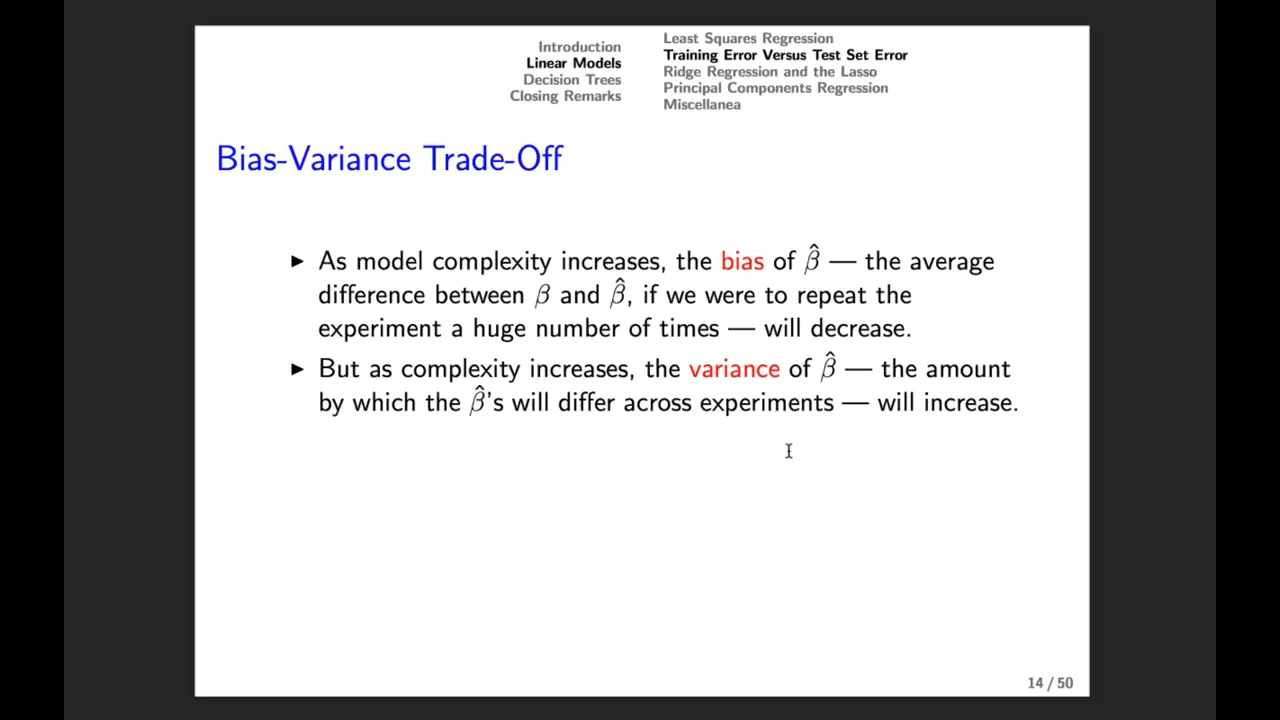 Introduction
Linear Models
Decision Trees
Closing Remarks
Least Squares Regression
Training Error Versus Test Set Error
Ridge Regression and the Lasso
Principal Components Regression
Miscellanea
Bias-Variance Trade-Off
▶ As model complexity increases, the bias of β̂ — the average
difference between β and β̂, if we were to repeat the
experiment a huge number of times — will decrease.
▶ But as complexity increases, the variance of β̂ — the amount
by which the β̂'s will differ across experiments — will increase.
14 / 50